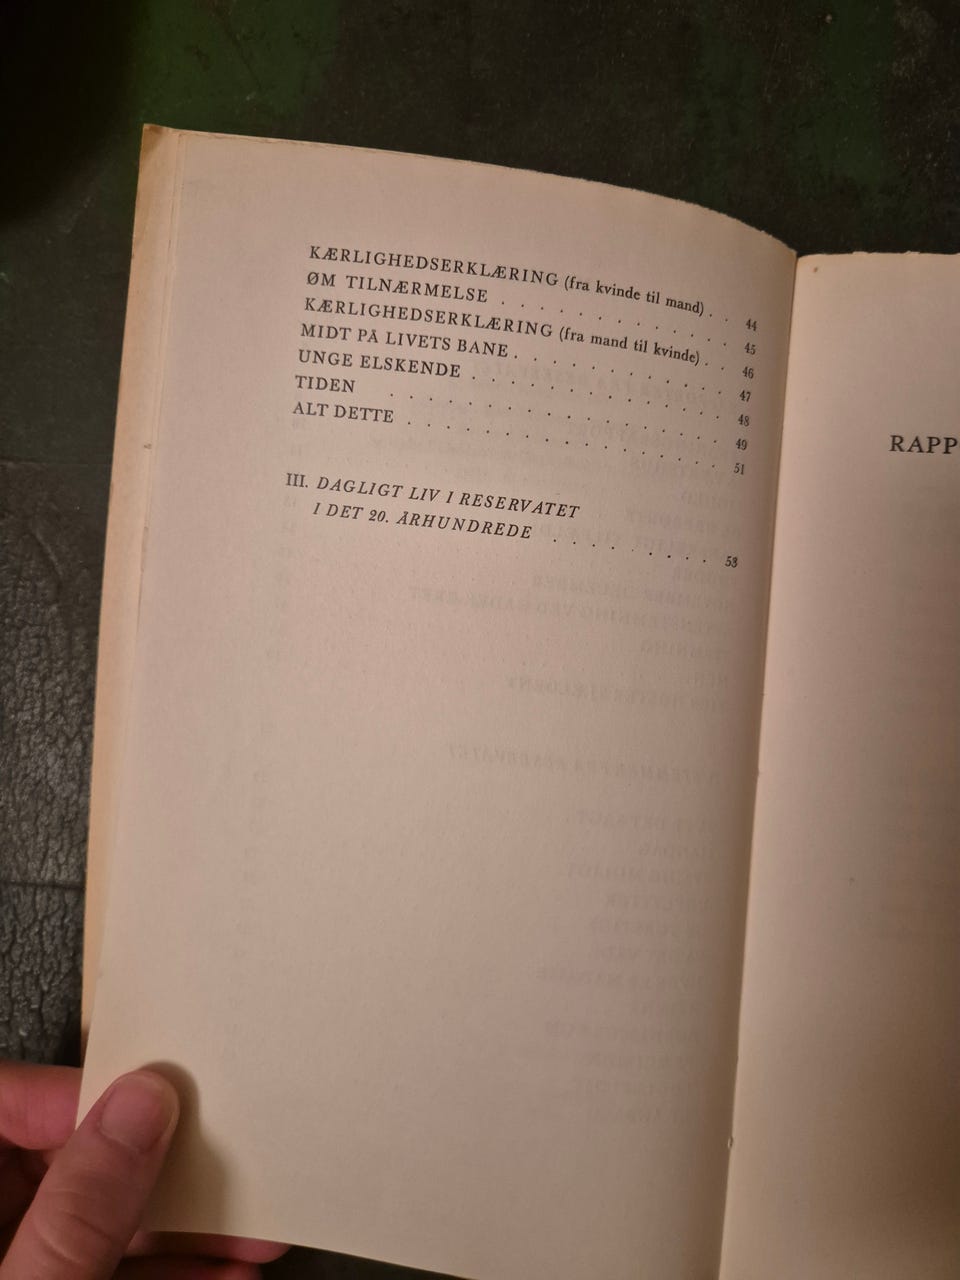 KÆRLIGHEDSERKLÆRING (fra kvinde til mand) . . 44
ØM TILNÆRMELSE . . . . . . . . . . 45
KÆRLIGHEDSERKLÆRING (fra mand til kvinde) . . 46
MIDT PÅ LIVETS BANE . . . . . . . . . 47
UNGE ELSKENDE . . . . . . . . . . . 48
TIDEN . . . . . . . . . . . . . . 49
ALT DETTE . . . . . . . . . . . . . 51
III. DAGLIGT LIV I RESERVATET
I DET 20. ÅRHUNDREDE . . . . . . . . 53
RAPP